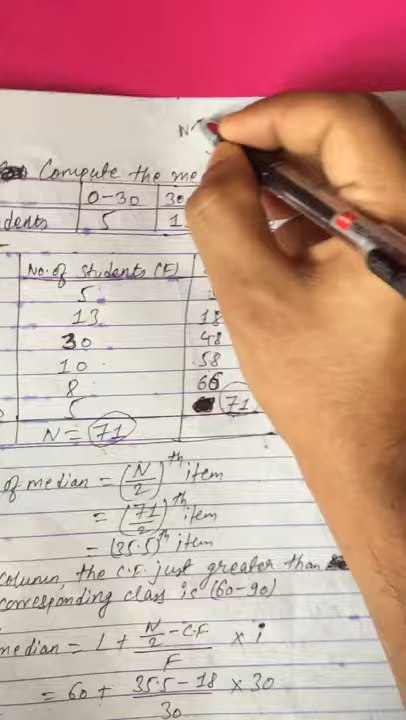 N
Compute the me
0-30 30
dents 5 1
No. of students (F)
5
13 18
30 48
10 58
8 66
5 71
N = 71
of median = (N/2)th item
= (71/2)th item
= (35.5)th item
Column, the C.F. just greater than
corresponding class is (60-90)
median = L + N/2 - C.F / F × i
= 60 + 35.5 - 18 / 30 × 30